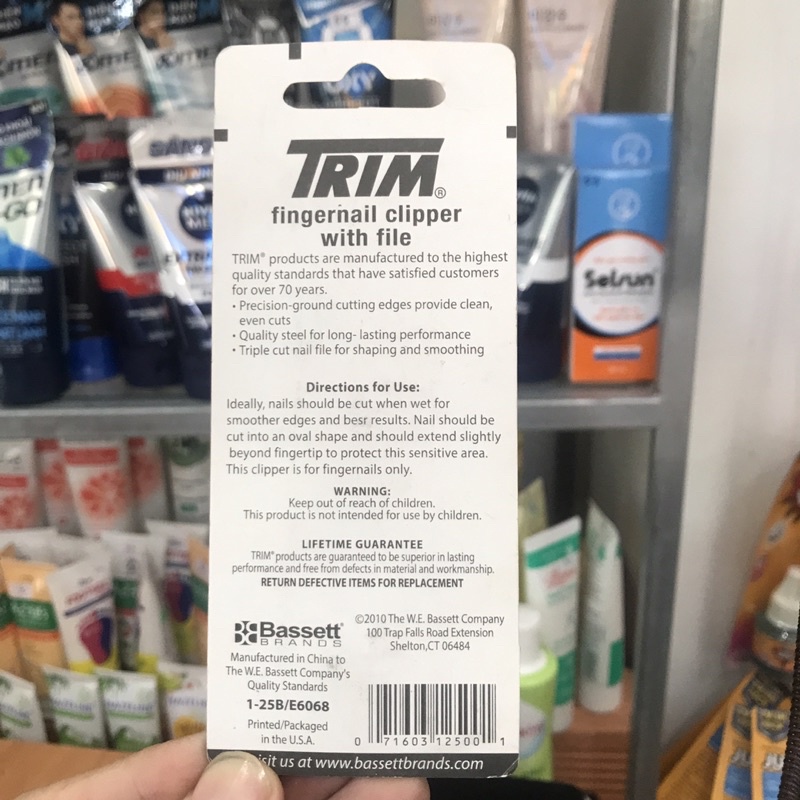 TRIM®
fingernail clipper
with file
TRIM® products are manufactured to the highest
quality standards that have satisfied customers
for over 70 years.
• Precision-ground cutting edges provide clean,
even cuts
• Quality steel for long- lasting performance
• Triple cut nail file for shaping and smoothing
Directions for Use:
Ideally, nails should be cut when wet for
smoother edges and besr results. Nail should be
cut into an oval shape and should extend slightly
beyond fingertip to protect this sensitive area.
This clipper is for fingernails only.
WARNING:
Keep out of reach of children.
This product is not intended for use by children.
LIFETIME GUARANTEE
TRIM® products are guaranteed to be superior in lasting
performance and free from defects in material and workmanship.
RETURN DEFECTIVE ITEMS FOR REPLACEMENT
Bassett®
BRANDS
Manufactured in China to
The W.E. Bassett Company's
Quality Standards
1-25B/E6068
Printed/Packaged
in the U.S.A.
©2010 The W.E. Bassett Company
100 Trap Falls Road Extension
Shelton,CT 06484
0 71603 12500 1
sit us at www.bassettbrands.com
Selsun
OXY